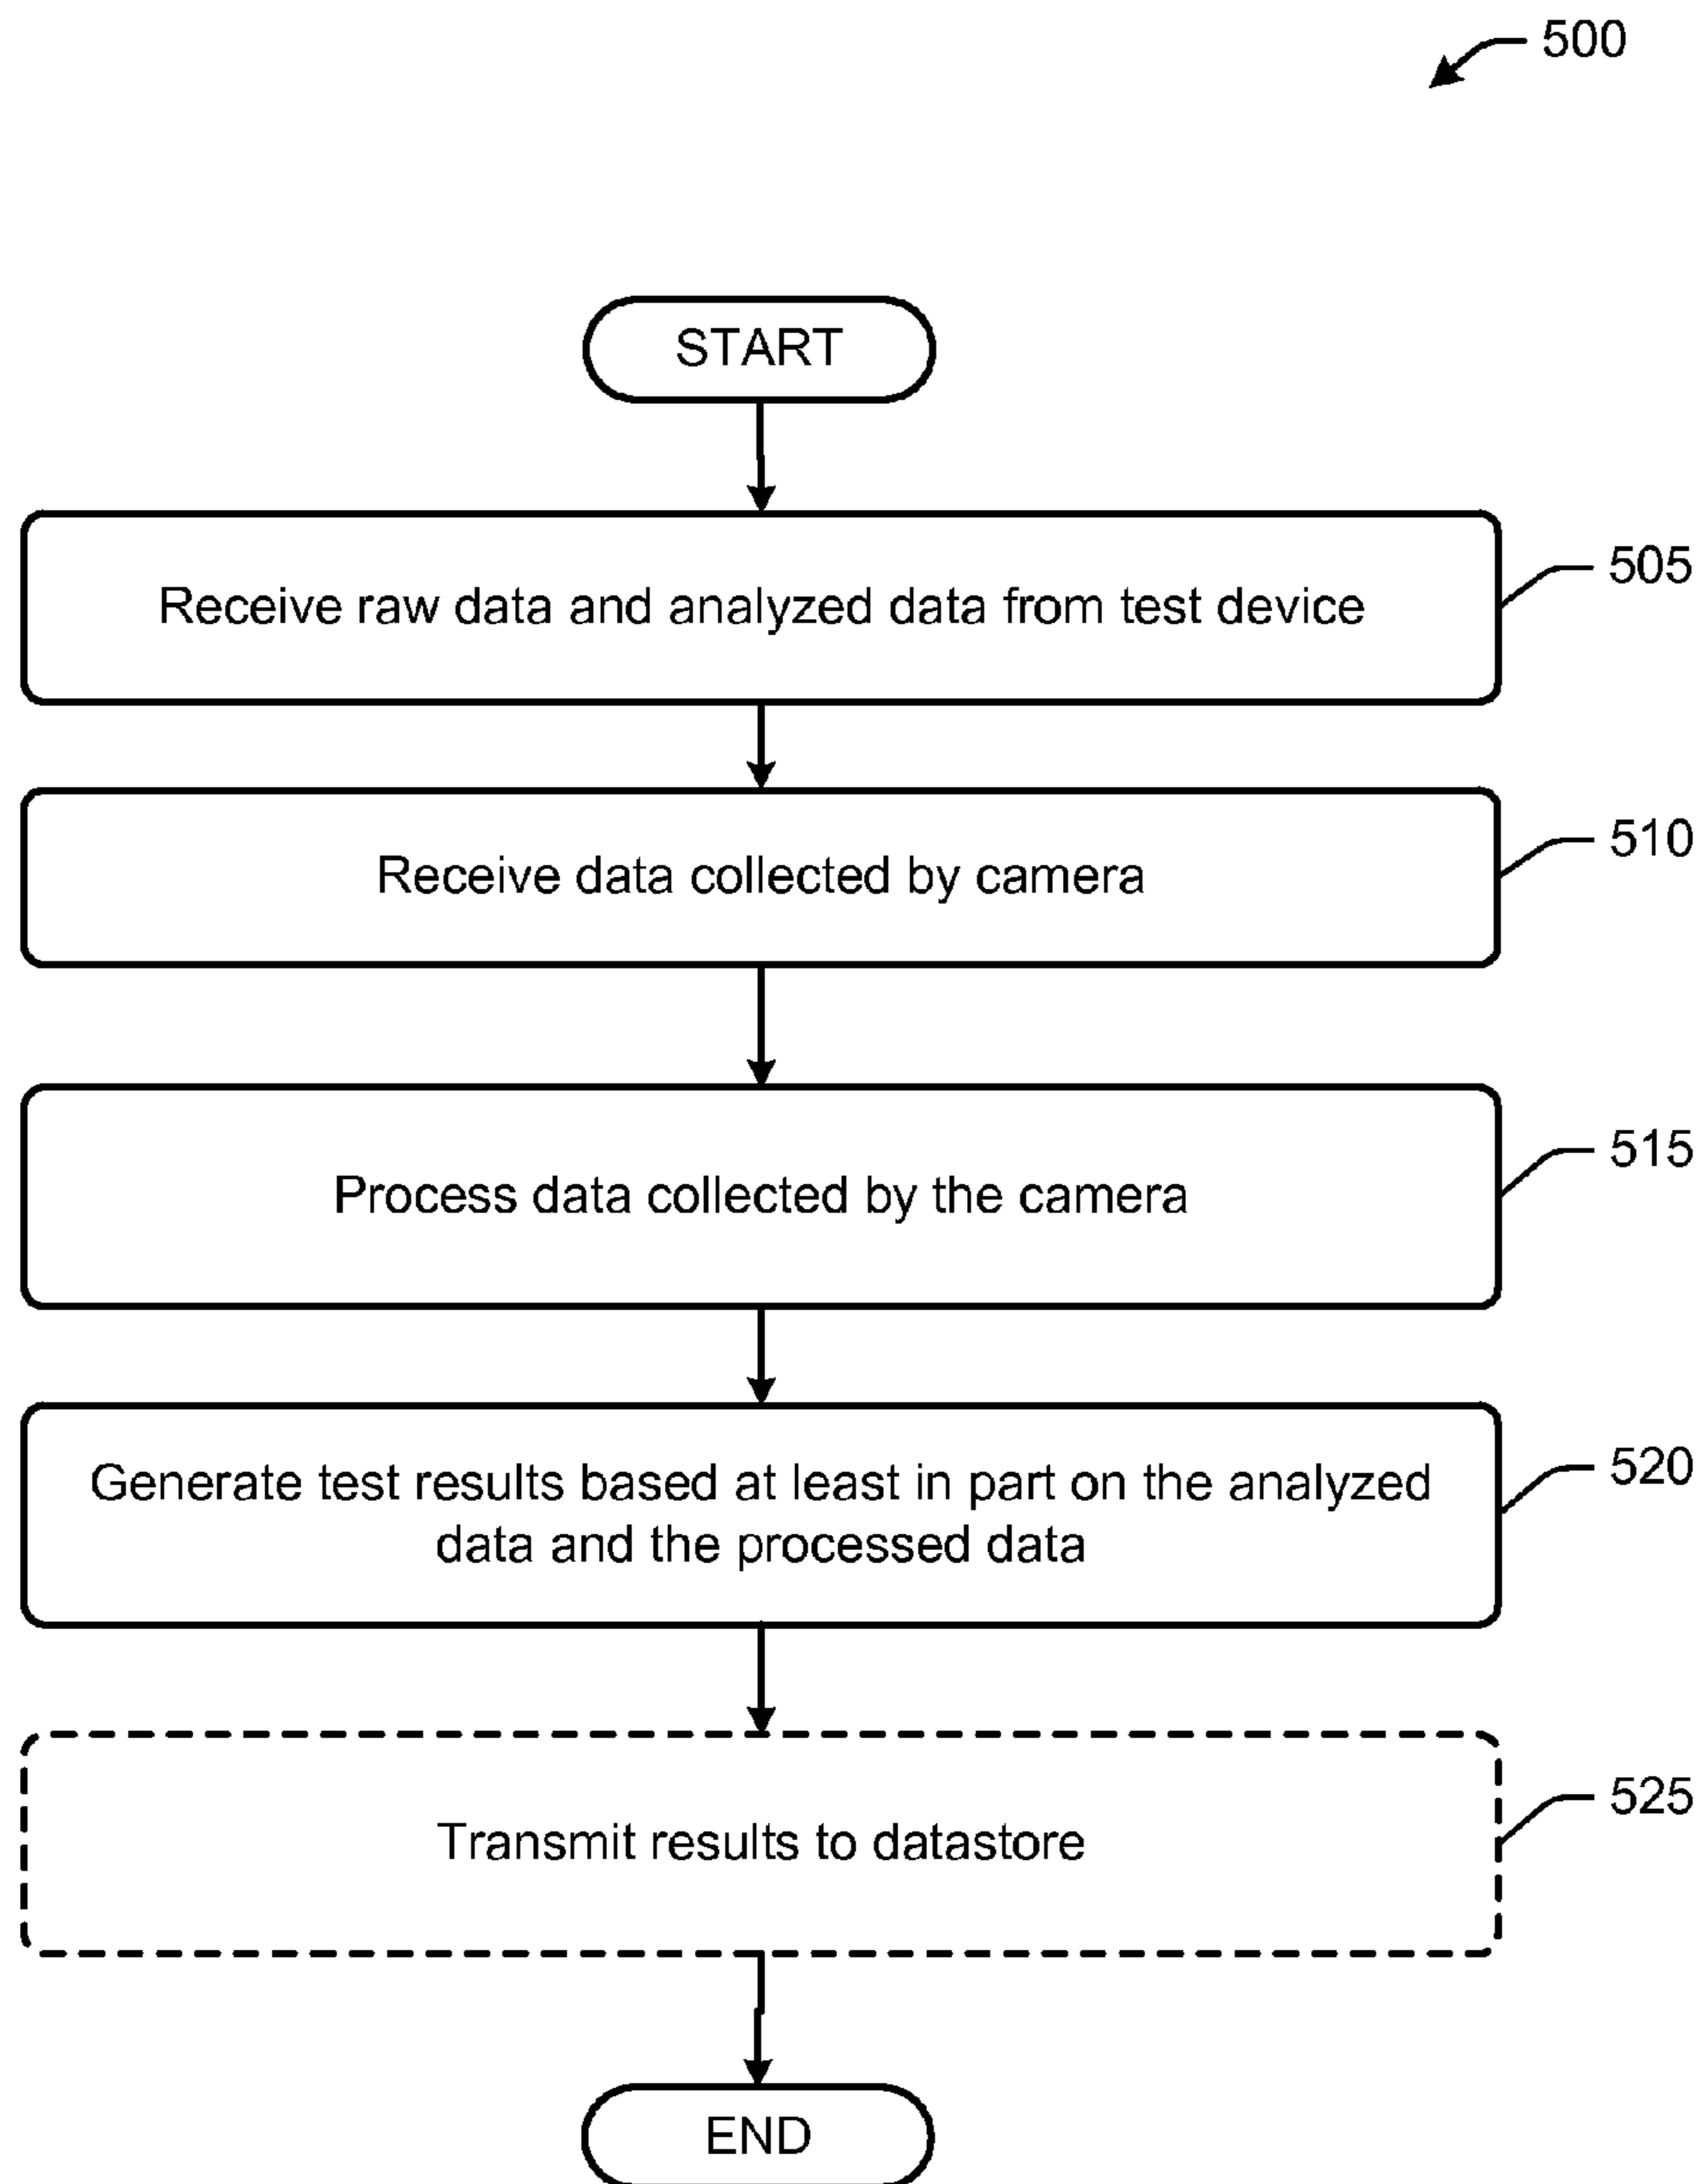 500
START
Receive raw data and analyzed data from test device
505
Receive data collected by camera
510
Process data collected by the camera
515
Generate test results based at least in part on the analyzed
data and the processed data
520
Transmit results to datastore
525
END